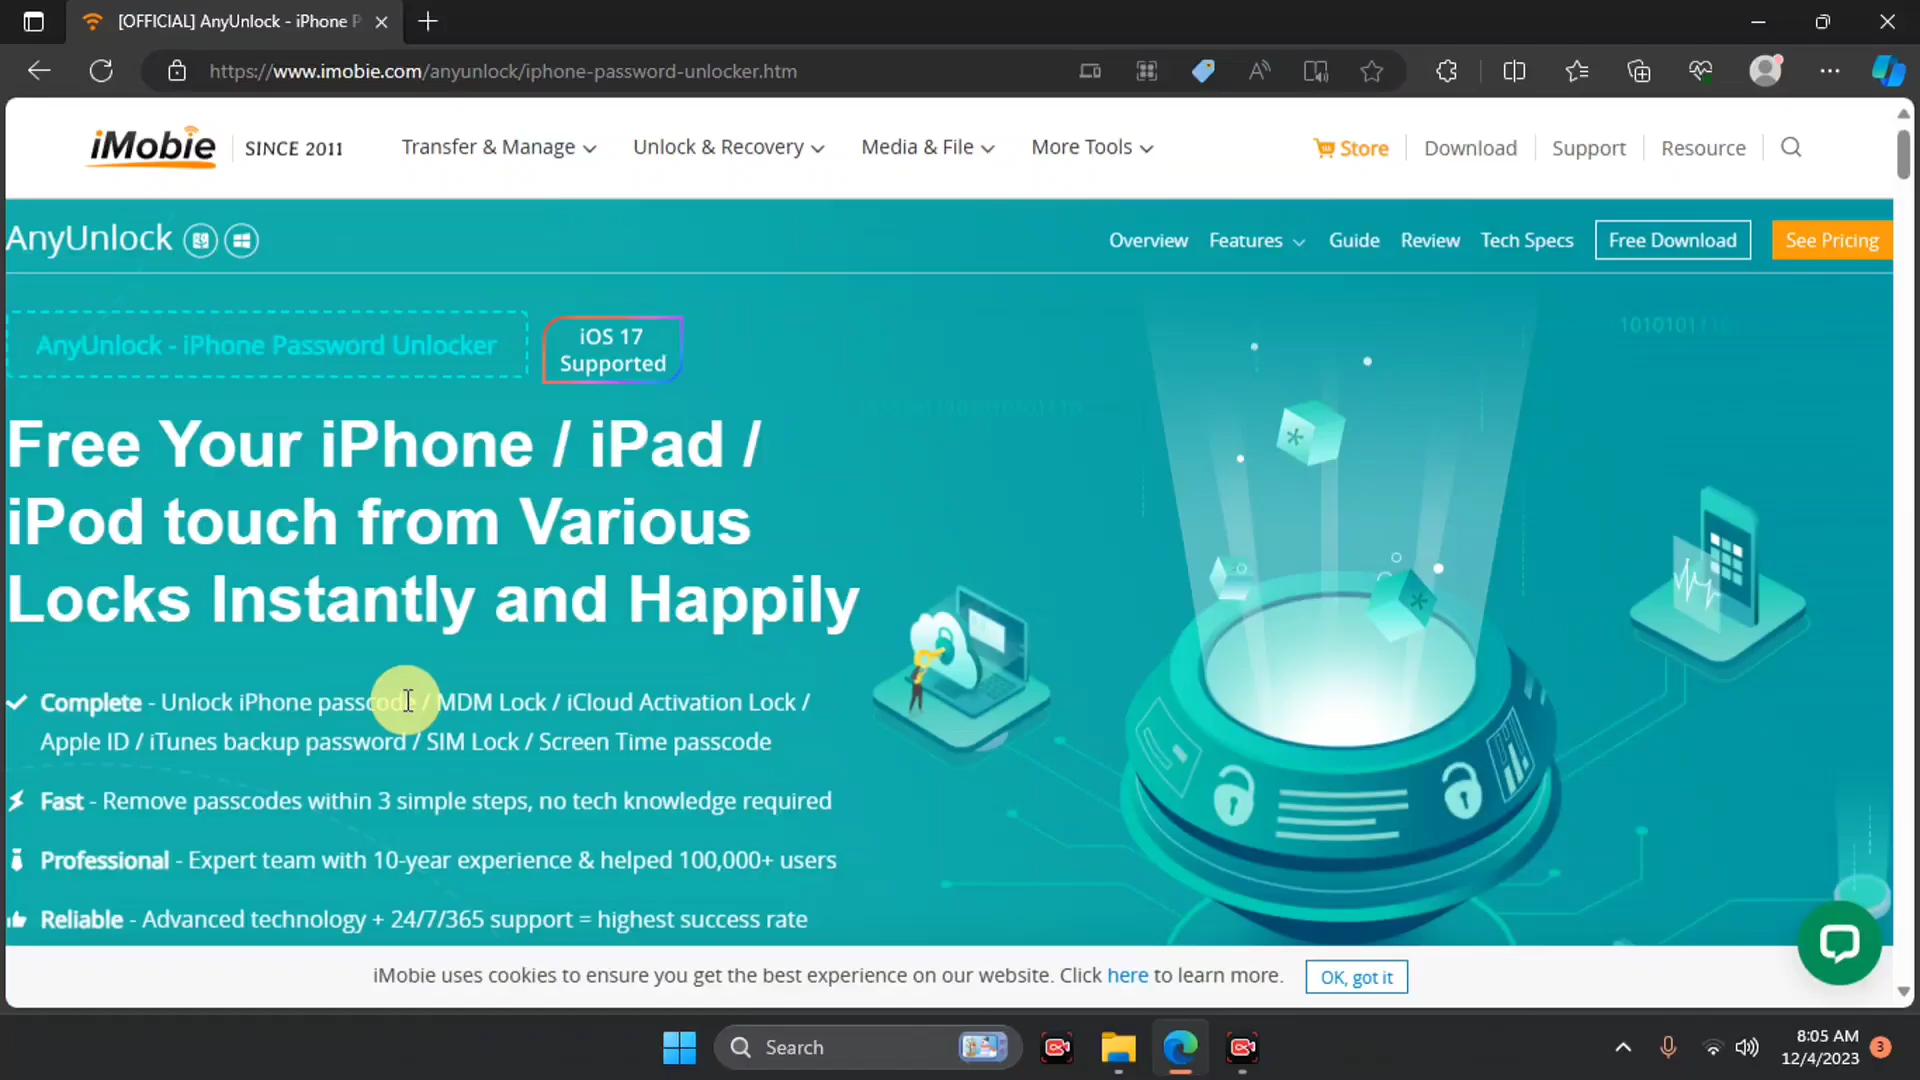 [OFFICIAL] AnyUnlock - iPhone P
https://www.imobie.com/anyunlock/iphone-password-unlocker.htm
iMobie SINCE 2011 Transfer & Manage Unlock & Recovery Media & File More Tools Store Download Support Resource
AnyUnlock Overview Features Guide Review Tech Specs Free Download See Pricing
AnyUnlock - iPhone Password Unlocker
iOS 17
Supported
1010101110
Free Your iPhone / iPad /
iPod touch from Various
Locks Instantly and Happily
Complete - Unlock iPhone passcode / MDM Lock / iCloud Activation Lock /
Apple ID / iTunes backup password / SIM Lock / Screen Time passcode
Fast - Remove passcodes within 3 simple steps, no tech knowledge required
Professional - Expert team with 10-year experience & helped 100,000+ users
Reliable - Advanced technology + 24/7/365 support = highest success rate
iMobie uses cookies to ensure you get the best experience on our website. Click here to learn more. OK, got it
Search
8:05 AM
12/4/2023
3